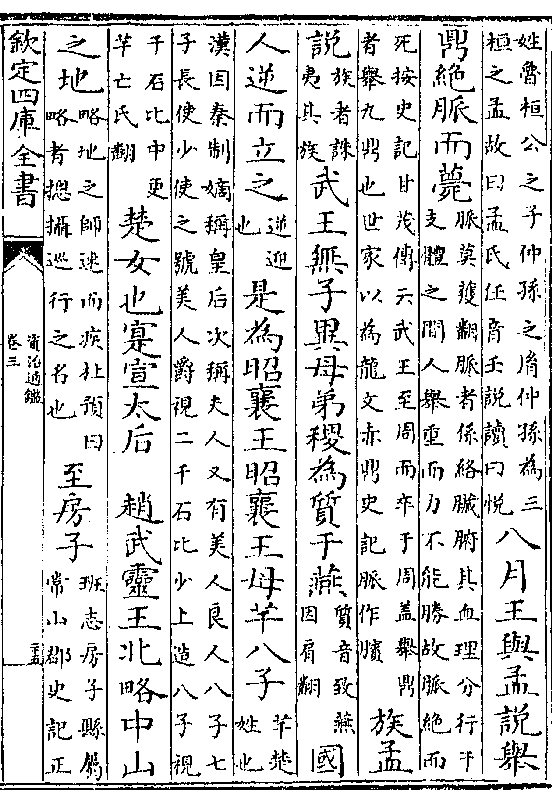 姓魯桓公之子仲孫之胄仲孫為三
桓之孟故曰孟氏任音壬說讀曰悅
八月王與孟說舉
鼎絶脈而薨
脈莫獲翻脈者係絡臟腑其血理分行于
支體之間人舉重而力不能勝故脈絶而
死按史記甘茂傳云武王至周而卒于周蓋舉鼎
者舉九鼎也世家以為龍文赤鼎史記脈作臏
族孟
說
族者誅
夷其族
武王無子異母弟稷為質于燕
質音致燕
因肩翻
國
人逆而立之
逆迎
也
是為昭襄王昭襄王母羋八子
羋楚
姓也
漢因秦制嫡稱皇后次稱夫人又有美人良人八子七
子長使少使之號美人爵視二千石比少上造八子視
千石比中更
羋亡氏翻
楚女也寔宣太后
趙武靈王北略中山
之地
略地之師速而疾杜預曰
略者摠攝巡行之名也
至房子
班志房子縣屬
常山郡史記正
欽定四庫全書
資治通鑑
卷三